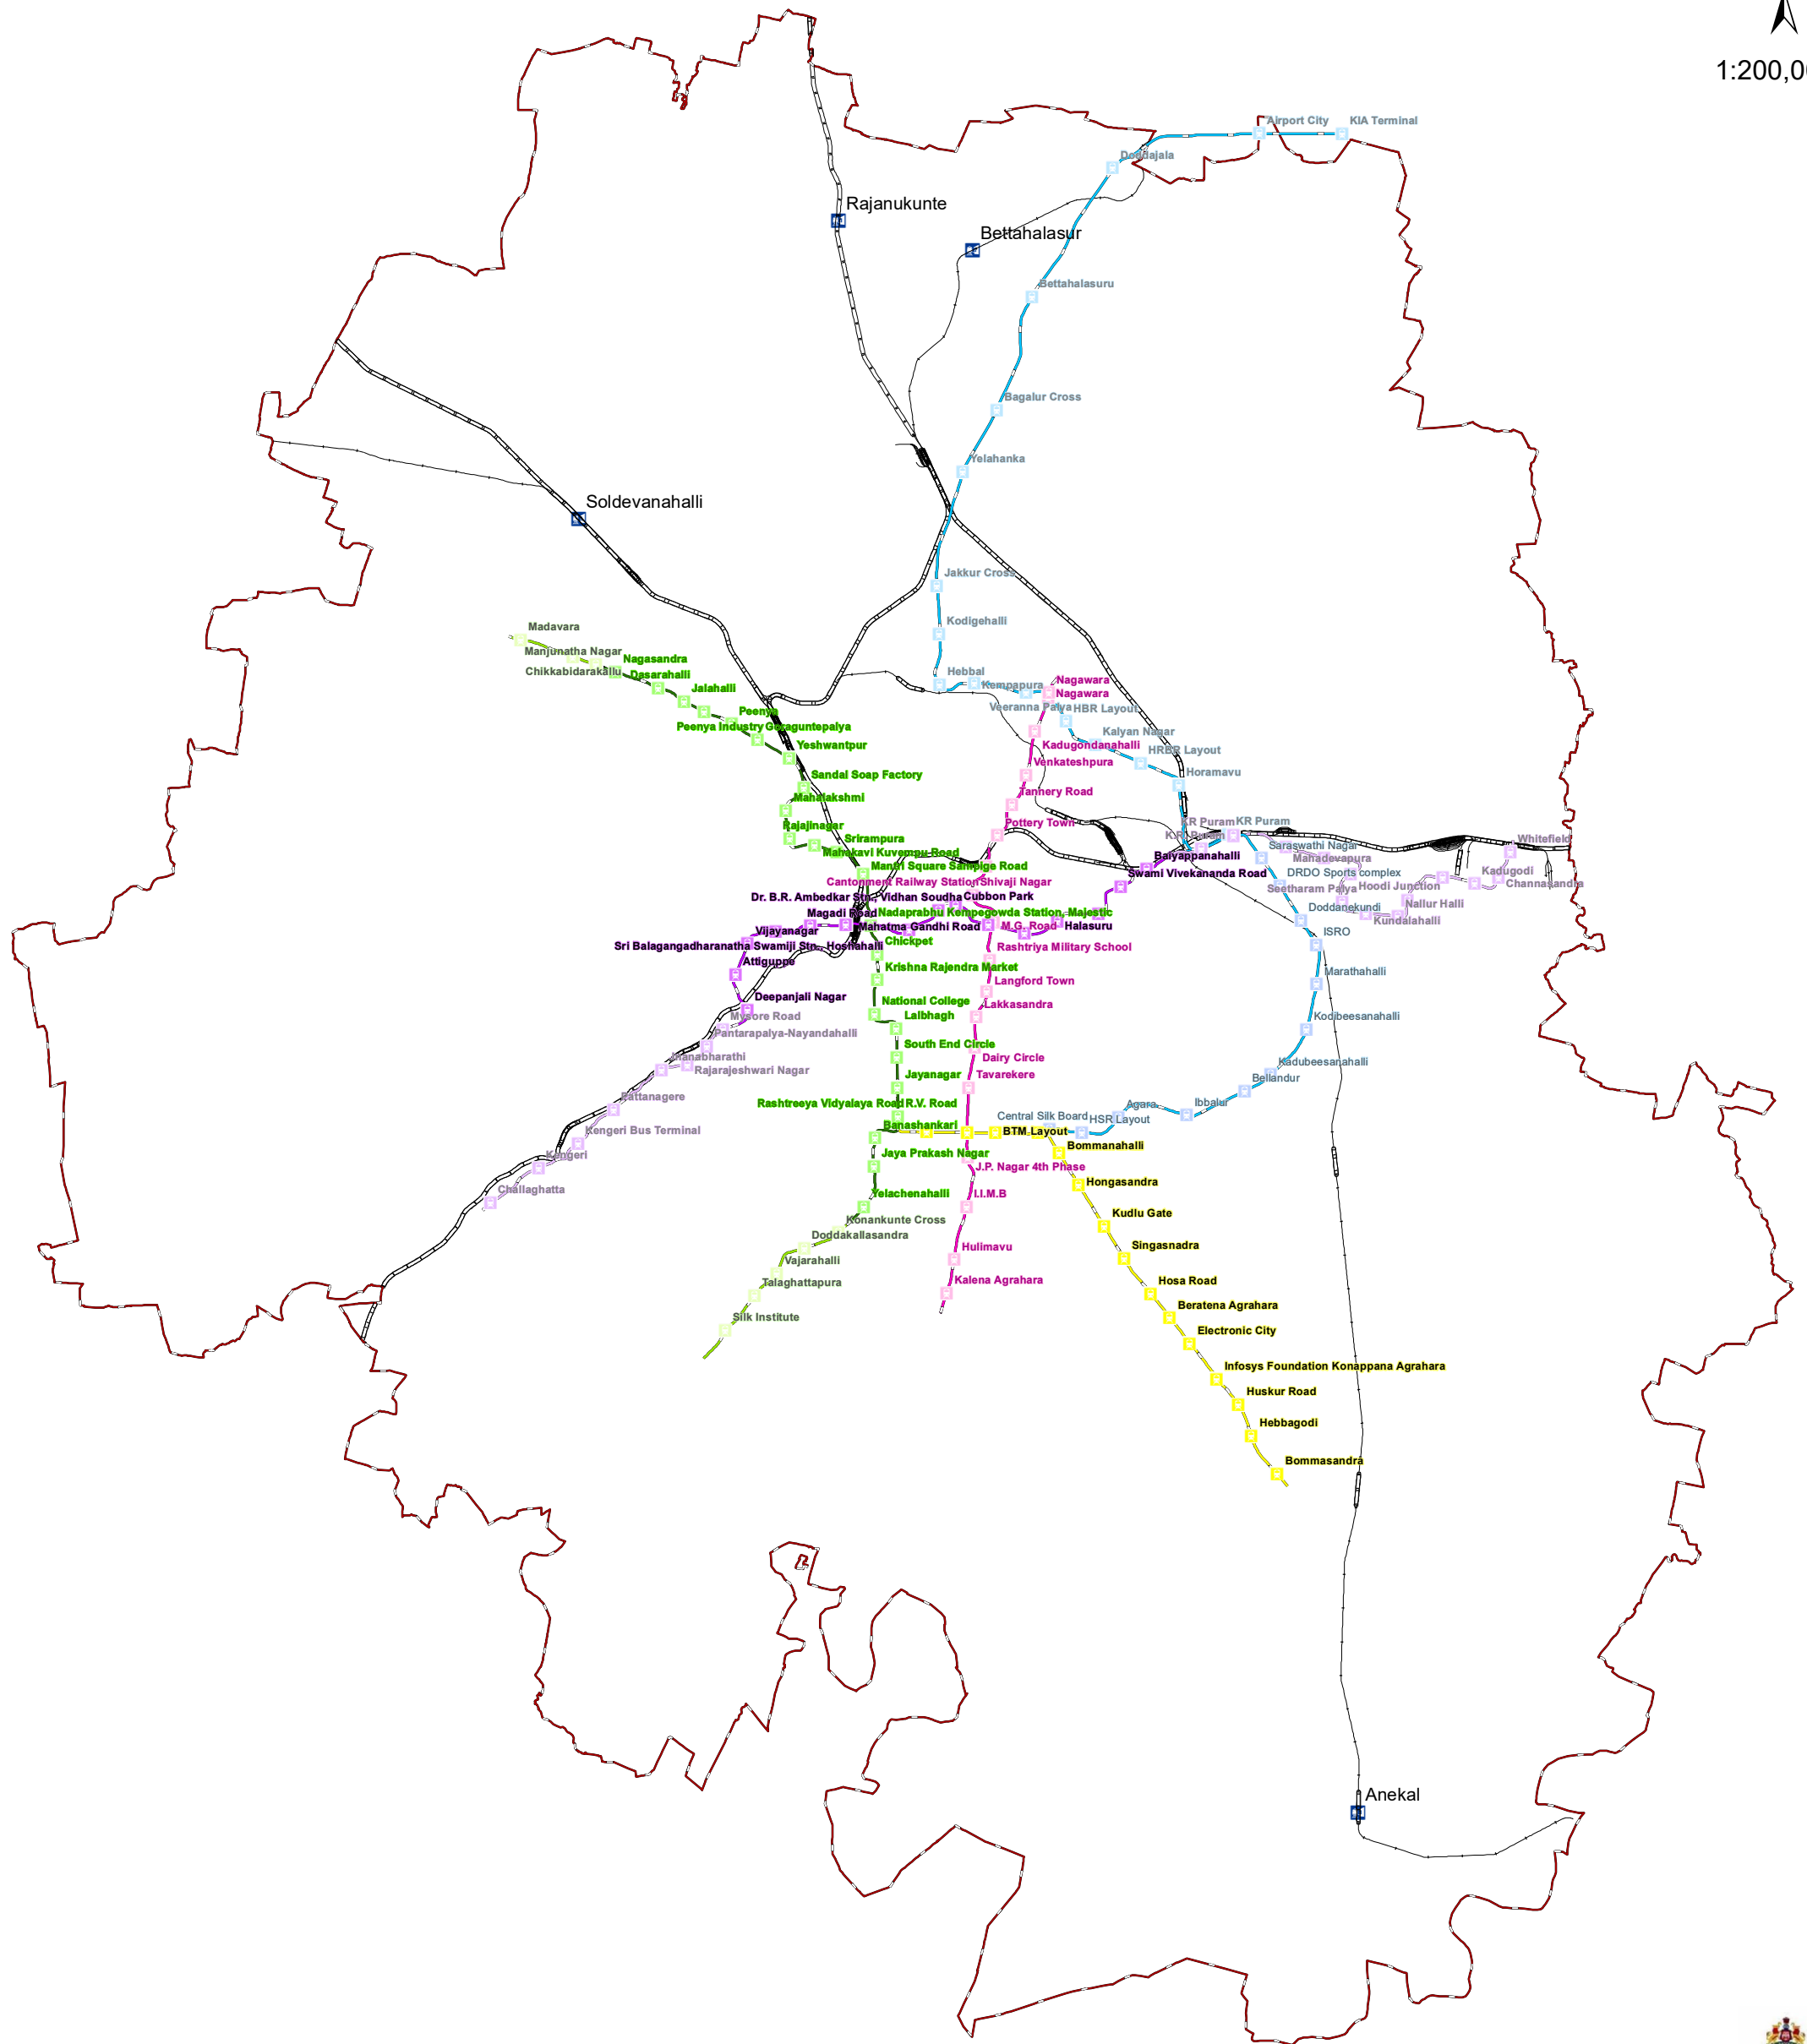 1:200,0
Airport City
KIA Terminal
Doddajala
Rajanukunte
Bettahalasur
Bettahalasuru
Bagalur Cross
Yelahanka
Soldevanahalli
Jakkur Cross
Kodigehalli
Madavara
Manjunatha Nagar
Nagasandra
Chikkabidarakallu
Dasarahalli
Jalahalli
Hebbal
Kempapura
Nagawara
Nagawara
Veeranna Palya
HBR Layout
Peenya
Peenya Industry
Goraguntepalya
Kalyan Nagar
Yeshwantpur
Kadugondanahalli
HRBR Layout
Venkateshpura
Horamavu
Sandal Soap Factory
Tannery Road
Mahalakshmi
Rajajinagar
Pottery Town
KR Puram
KR Puram
K.R. Puram
Srirampura
Whitefield
Saraswathi Nagar
Mahakavi Kuvempu Road
Baiyappanahalli
Mahadevapura
Mantri Square Sampige Road
Swami Vivekananda Road
DRDO Sports complex
Kadugodi
Cantonment Railway Station
Shivaji Nagar
Seetharam Palya
Hoodi Junction
Channasandra
Dr. B.R. Ambedkar Stn., Vidhan Soudha
Cubbon Park
Nallur Halli
Doddanekundi
Magadi Road
Nadaprabhu Kempegowda Station, Majestic
Kundalahalli
Mahatma Gandhi Road
M.G. Road
Halasuru
Vijayanagar
ISRO
Sri Balagangadharanatha Swamiji Stn., Hosahalli
Chickpet
Rashtriya Military School
Attiguppe
Krishna Rajendra Market
Marathahalli
Langford Town
Deepanjali Nagar
National College
Lakkasandra
Mysore Road
Lalbhagh
Kodibeesanahalli
Pantarapalya-Nayandahalli
South End Circle
Dairy Circle
Jnanabharathi
Kadubeesanahalli
Rajarajeshwari Nagar
Jayanagar
Tavarekere
Bellandur
Pattanagere
Rashtreeya Vidyalaya Road
R.V. Road
Agara
Ibbalur
Central Silk Board
HSR Layout
Kengeri Bus Terminal
Banashankari
BTM Layout
Bommanahalli
Kengeri
Jaya Prakash Nagar
J.P. Nagar 4th Phase
Hongasandra
Challaghatta
Yelachenahalli
I.I.M.B
Kudlu Gate
Konankunte Cross
Doddakallasandra
Hulimavu
Singasnadra
Vajarahalli
Talaghattapura
Kalena Agrahara
Hosa Road
Beratena Agrahara
Silk Institute
Electronic City
Infosys Foundation Konappana Agrahara
Huskur Road
Hebbagodi
Bommasandra
Anekal